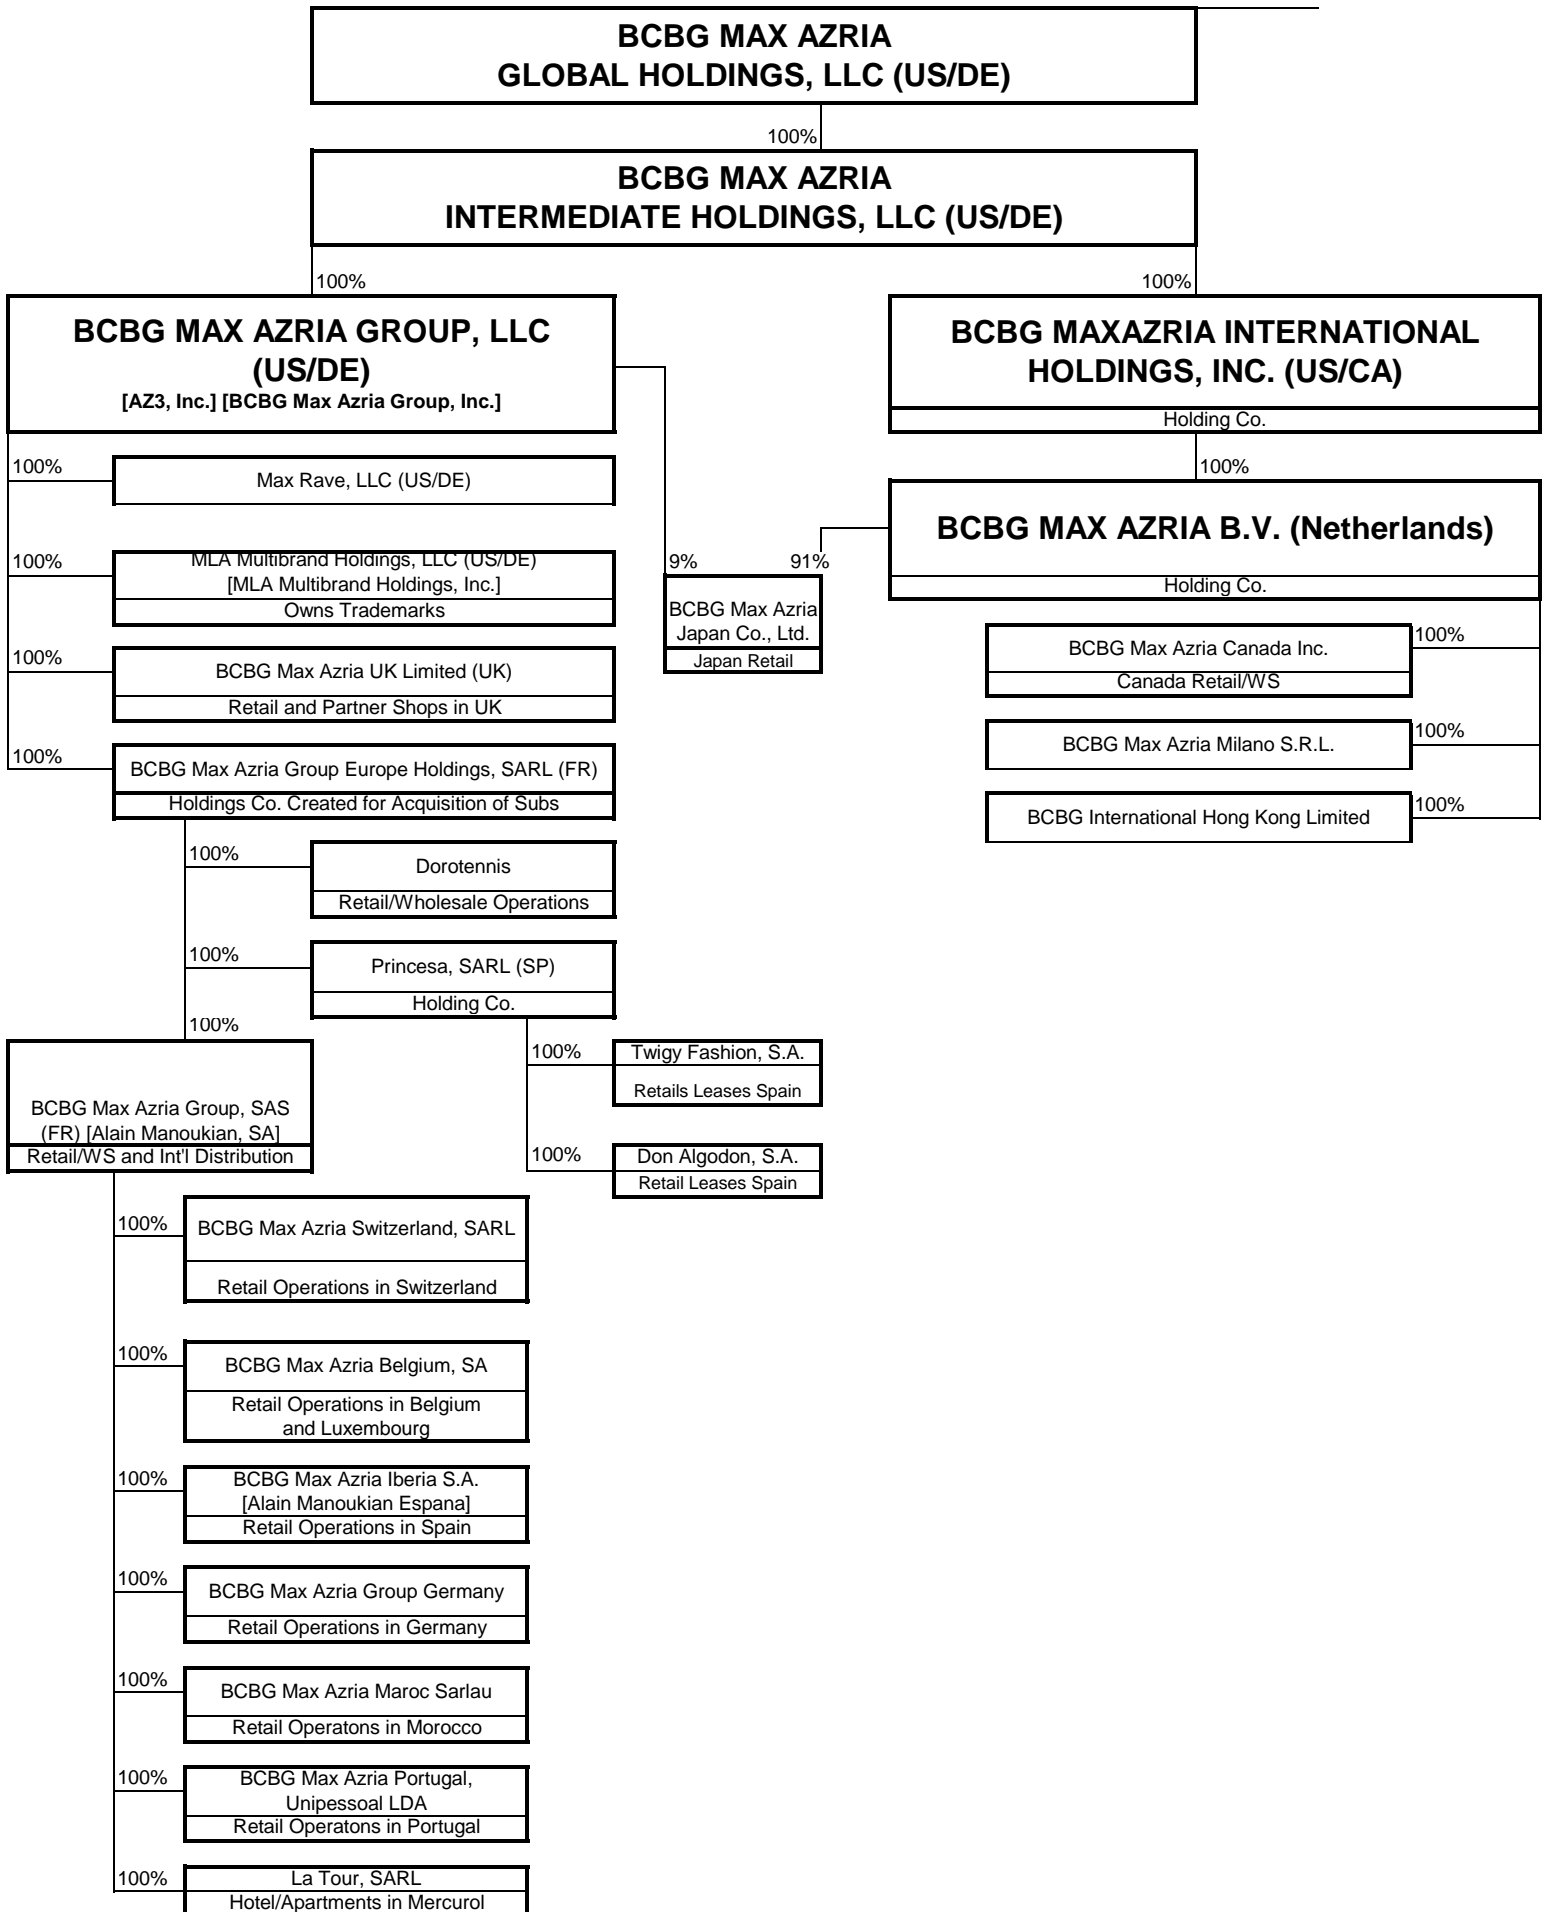 BCBG MAX AZRIA
GLOBAL HOLDINGS, LLC (US/DE)
100%
BCBG MAX AZRIA
INTERMEDIATE HOLDINGS, LLC (US/DE)
100%
100%
BCBG MAX AZRIA GROUP, LLC
(US/DE)
[AZ3, Inc.] [BCBG Max Azria Group, Inc.]
BCBG MAXAZRIA INTERNATIONAL
HOLDINGS, INC. (US/CA)
Holding Co.
100%
Max Rave, LLC (US/DE)
100%
BCBG MAX AZRIA B.V. (Netherlands)
Holding Co.
100%
MLA Multibrand Holdings, LLC (US/DE)
[MLA Multibrand Holdings, Inc.]
Owns Trademarks
9%
91%
BCBG Max Azria
Japan Co., Ltd.
Japan Retail
100%
BCBG Max Azria UK Limited (UK)
Retail and Partner Shops in UK
BCBG Max Azria Canada Inc.
Canada Retail/WS
100%
100%
BCBG Max Azria Group Europe Holdings, SARL (FR)
Holdings Co. Created for Acquisition of Subs
BCBG Max Azria Milano S.R.L.
100%
BCBG International Hong Kong Limited
100%
100%
Dorotennis
Retail/Wholesale Operations
100%
Princesa, SARL (SP)
Holding Co.
100%
BCBG Max Azria Group, SAS
(FR) [Alain Manoukian, SA]
Retail/WS and Int'l Distribution
100%
Twigy Fashion, S.A.
Retails Leases Spain
100%
Don Algodon, S.A.
Retail Leases Spain
100%
BCBG Max Azria Switzerland, SARL
Retail Operations in Switzerland
100%
BCBG Max Azria Belgium, SA
Retail Operations in Belgium
and Luxembourg
100%
BCBG Max Azria Iberia S.A.
[Alain Manoukian Espana]
Retail Operations in Spain
100%
BCBG Max Azria Group Germany
Retail Operations in Germany
100%
BCBG Max Azria Maroc Sarlau
Retail Operatons in Morocco
100%
BCBG Max Azria Portugal,
Unipessoal LDA
Retail Operatons in Portugal
100%
La Tour, SARL
Hotel/Apartments in Mercurol